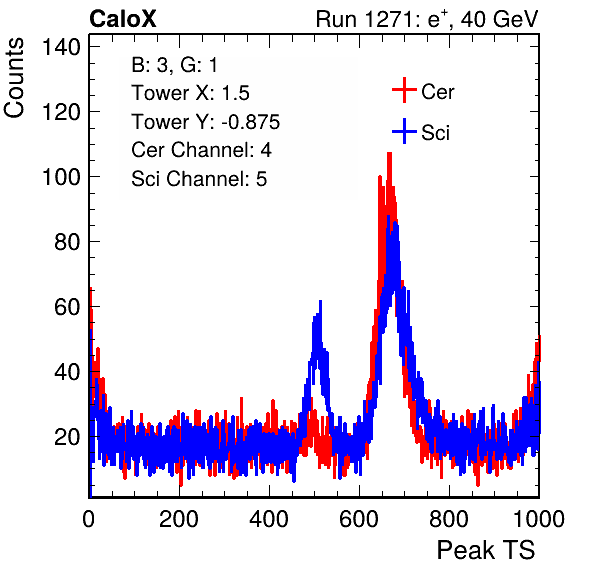 CaloX Run 1271: e⁺, 40 GeV
Counts
B: 3, G: 1
Tower X: 1.5
Tower Y: -0.875
Cer Channel: 4
Sci Channel: 5
Cer
Sci
140
120
100
80
60
40
20
0 200 400 600 800 1000
Peak TS